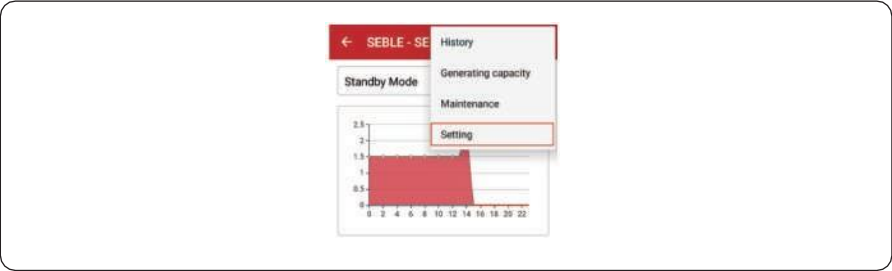 ← SEBLE - SE
History
Generating capacity
Maintenance
Setting
Standby Mode
2.5
2
1.5
1
0.5
0
0 2 4 6 8 10 12 14 16 18 20 22